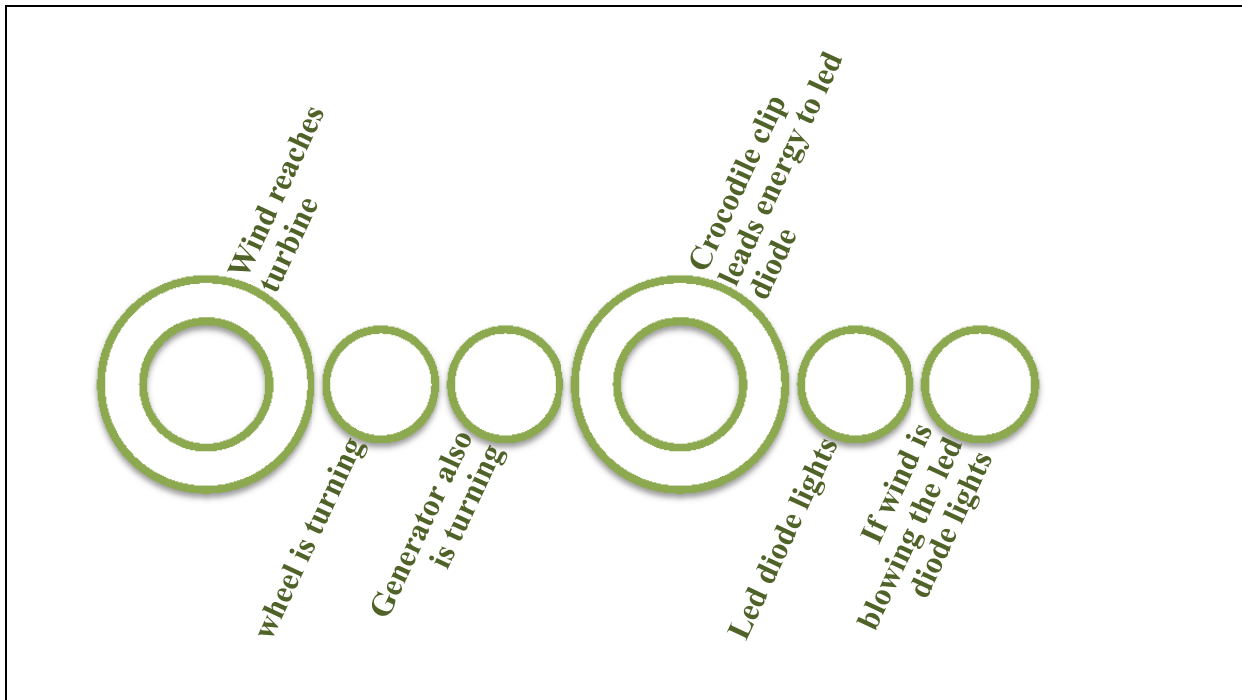 Wind reaches
turbine
wheel is turning
Generator also
is turning
Crocodile clip
leads energy to led
diode
Led diode lights
If wind is
blowing the led
diode lights